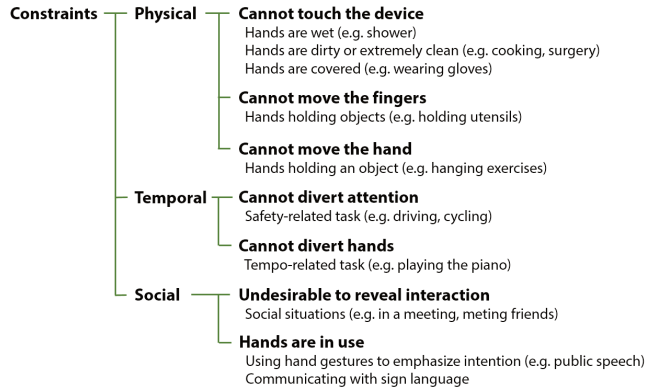 Constraints
Physical
Cannot touch the device
Hands are wet (e.g. shower)
Hands are dirty or extremely clean (e.g. cooking, surgery)
Hands are covered (e.g. wearing gloves)
Cannot move the fingers
Hands holding objects (e.g. holding utensils)
Cannot move the hand
Hands holding an object (e.g. hanging exercises)
Temporal
Cannot divert attention
Safety-related task (e.g. driving, cycling)
Cannot divert hands
Tempo-related task (e.g. playing the piano)
Social
Undesirable to reveal interaction
Social situations (e.g. in a meeting, meting friends)
Hands are in use
Using hand gestures to emphasize intention (e.g. public speech)
Communicating with sign language